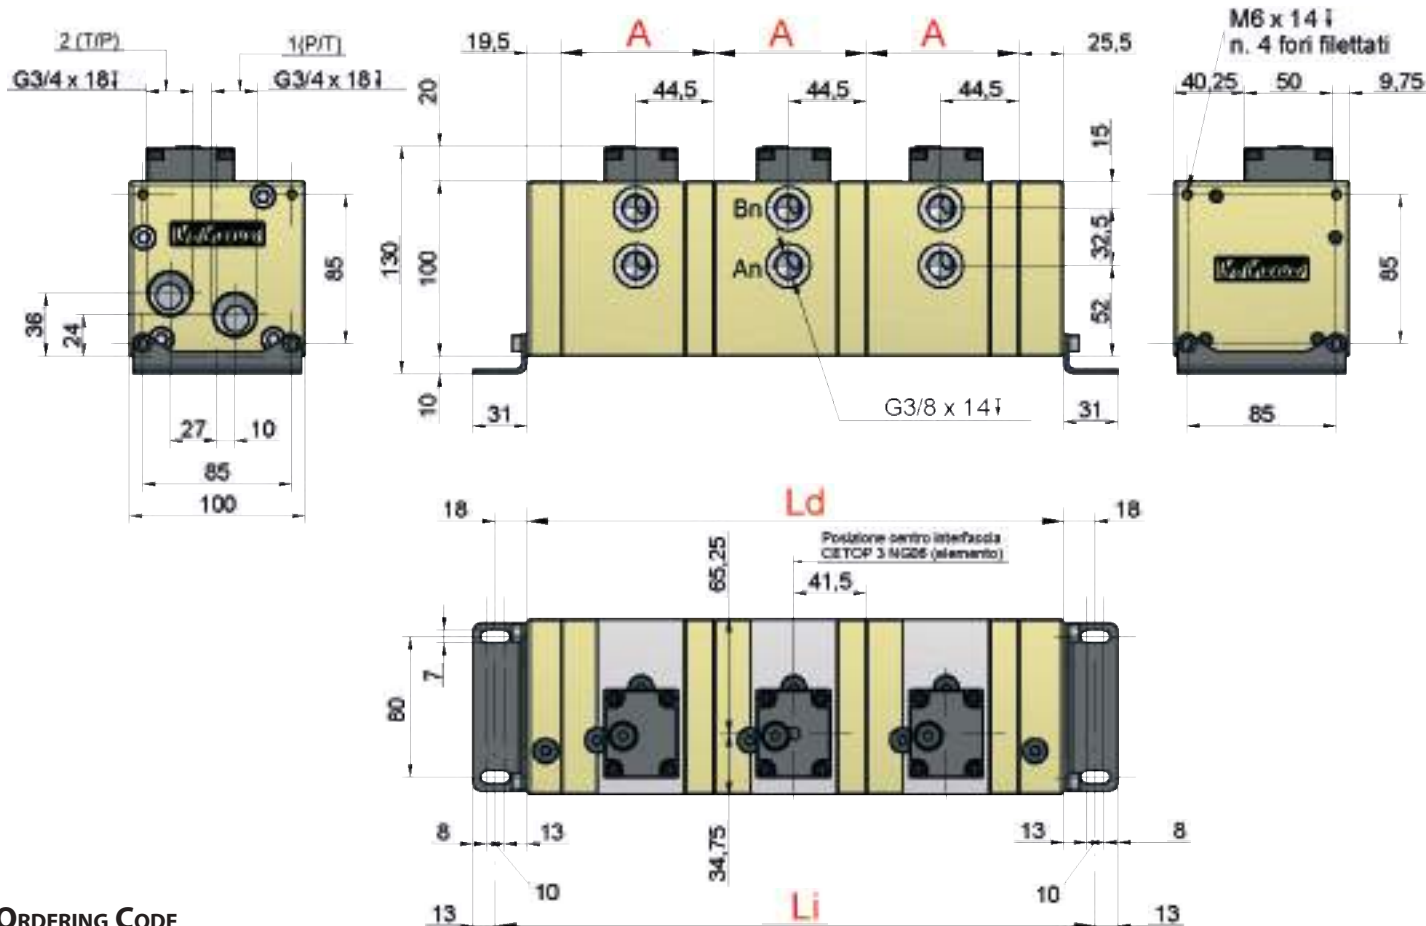 2 (T/P)
1(P/T)
G3/4 x 18
G3/4 x 18
19,5
A
A
A
25,5
M6 x 14
n. 4 fori filettati
44,5
44,5
44,5
40,25
50
9,75
20
15
130
100
85
36
24
Bn
An
32,5
52
85
10
31
G3/8 x 14
31
27
10
85
100
85
18
Ld
18
Posizione centro interfaccia
CETOP 3 NG06 (elemento)
65,25
41,5
7
80
8
13
34,75
13
8
10
10
13
Li
13
ORDERING CODE